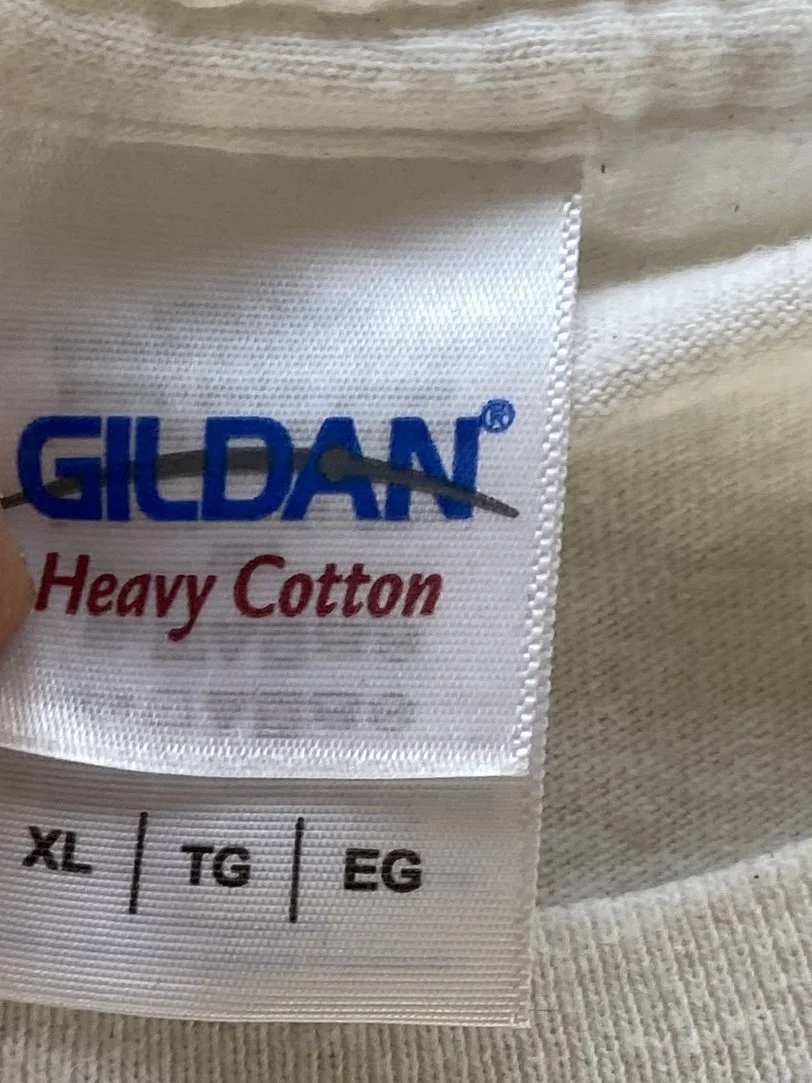 GILDAN®
Heavy Cotton
XL | TG | EG